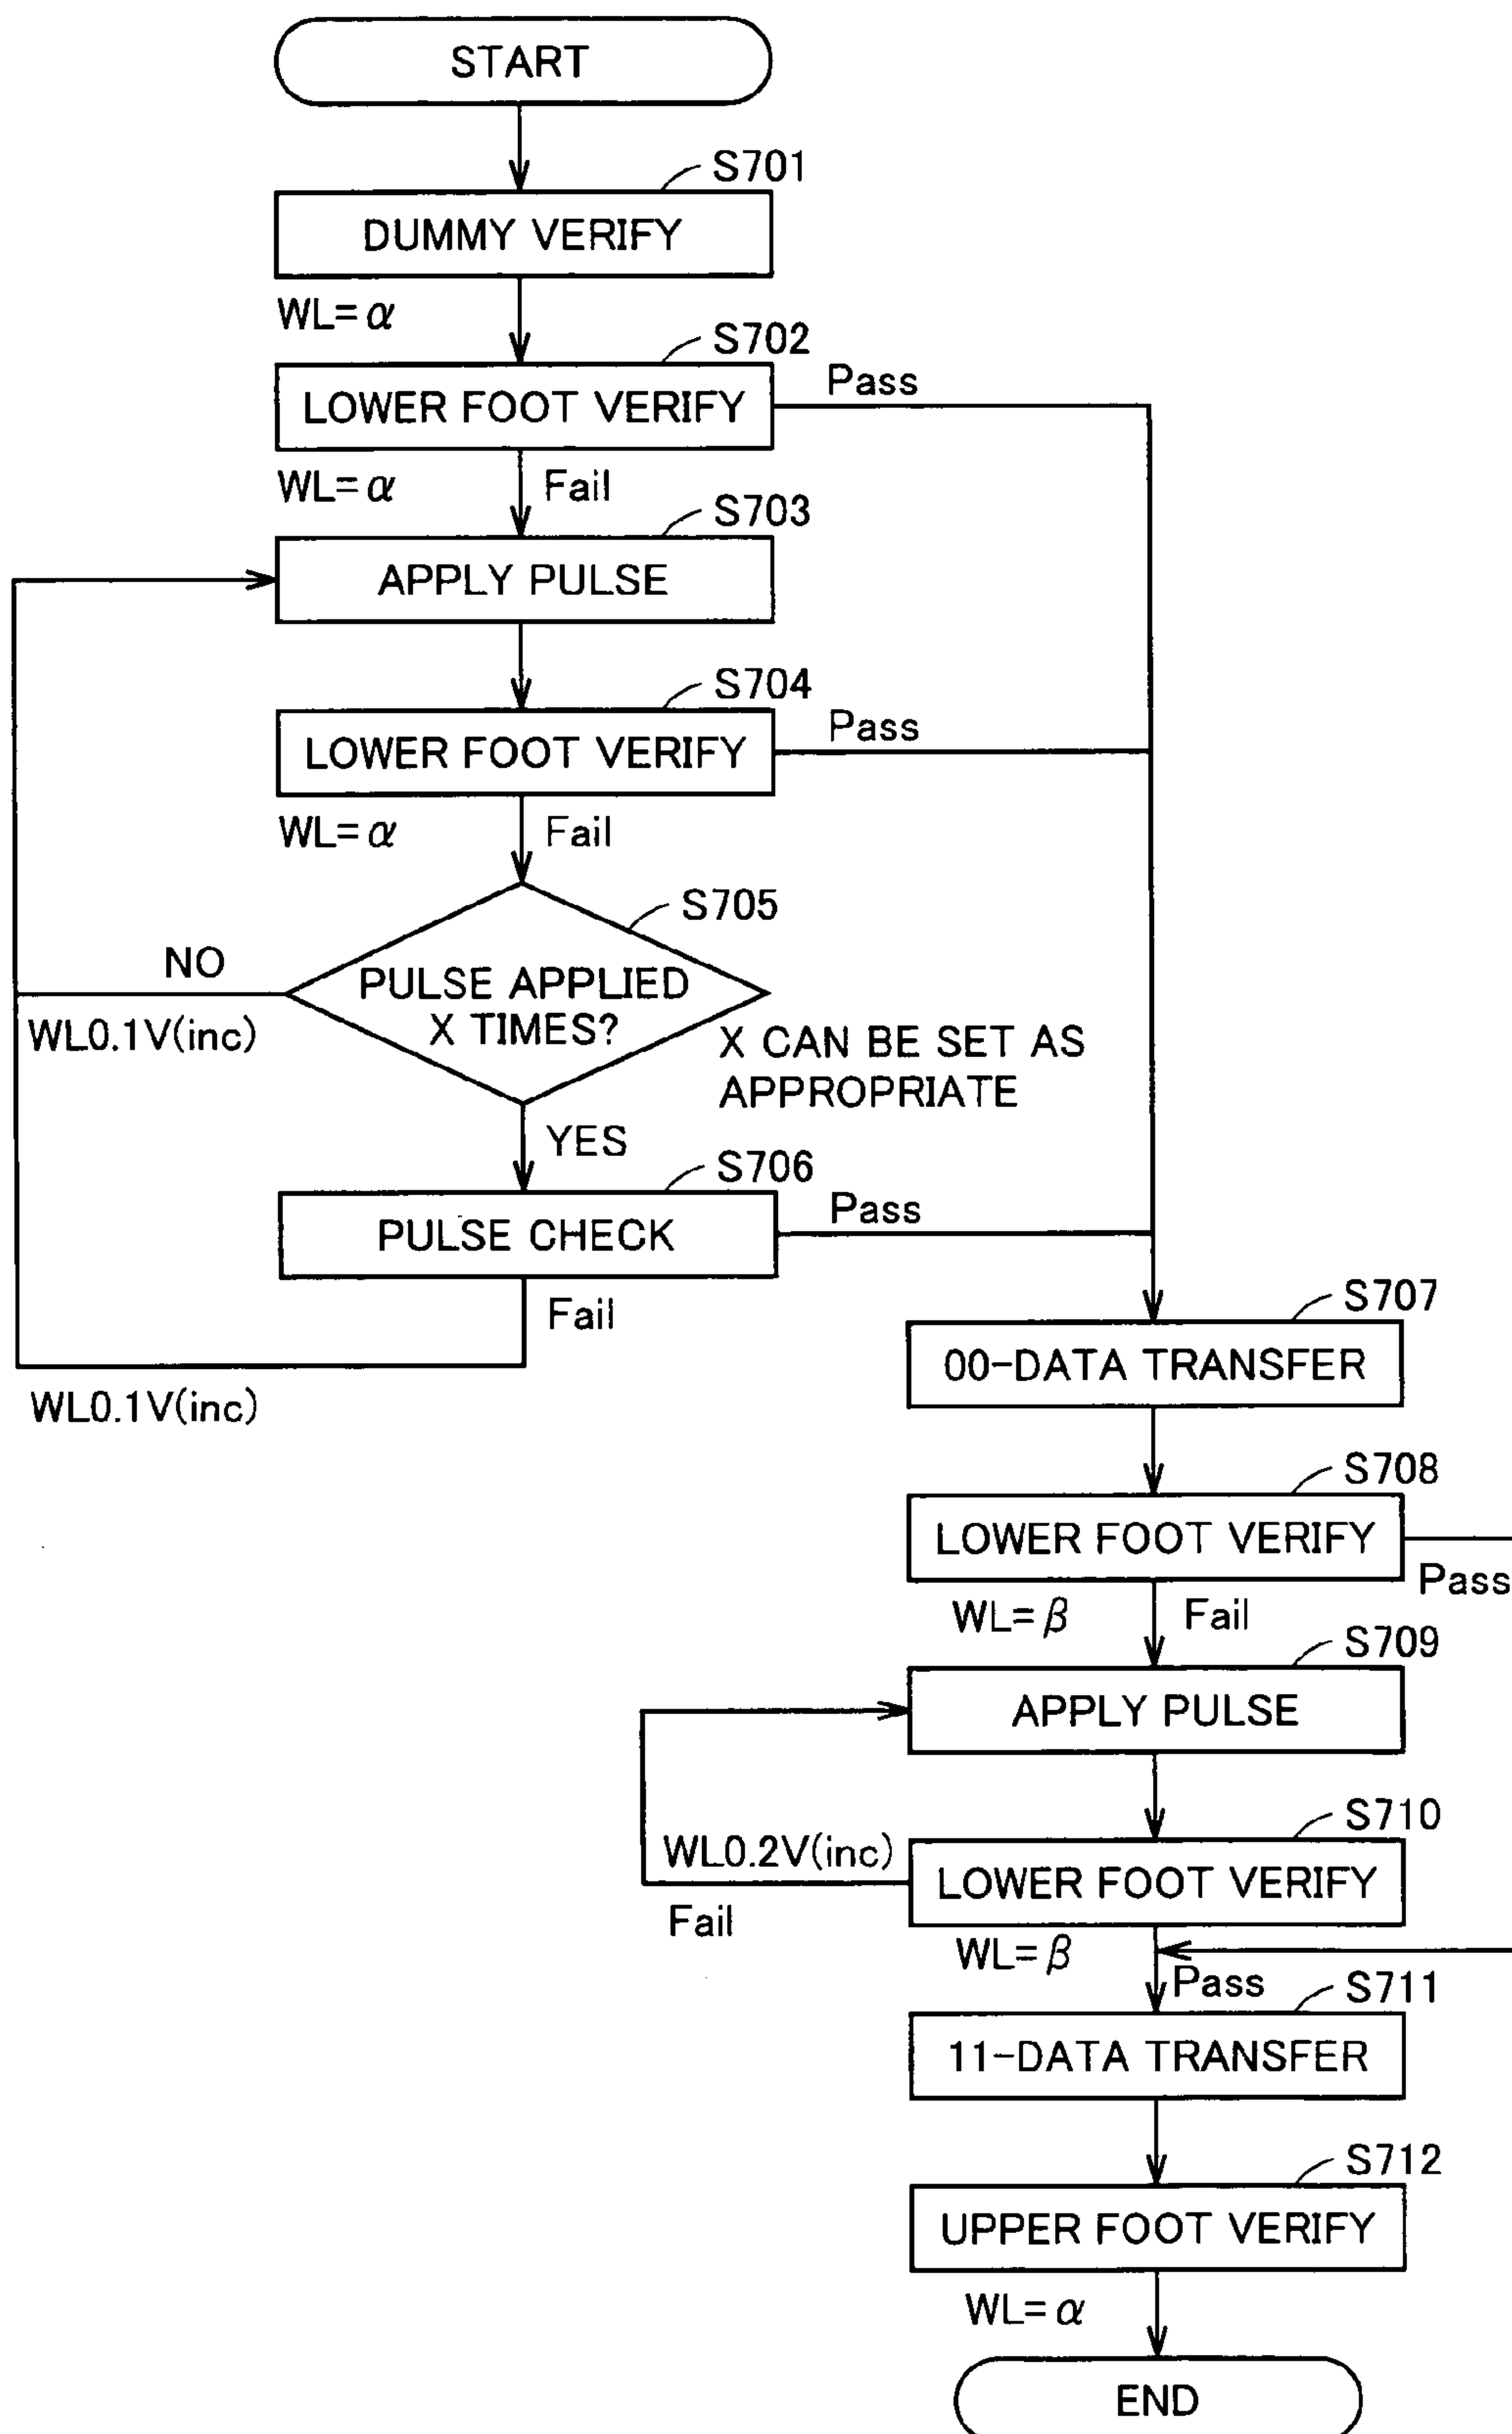 START
S701
DUMMY VERIFY
WL=α
S702
LOWER FOOT VERIFY
Pass
WL=α
Fail
S703
APPLY PULSE
S704
LOWER FOOT VERIFY
Pass
WL=α
Fail
S705
PULSE APPLIED
X TIMES?
NO
WL0.1V(inc)
X CAN BE SET AS
APPROPRIATE
YES
S706
PULSE CHECK
Pass
Fail
WL0.1V(inc)
S707
00-DATA TRANSFER
S708
LOWER FOOT VERIFY
Pass
WL=β
Fail
S709
APPLY PULSE
S710
WL0.2V(inc)
LOWER FOOT VERIFY
Fail
WL=β
Pass
S711
11-DATA TRANSFER
S712
UPPER FOOT VERIFY
WL=α
END